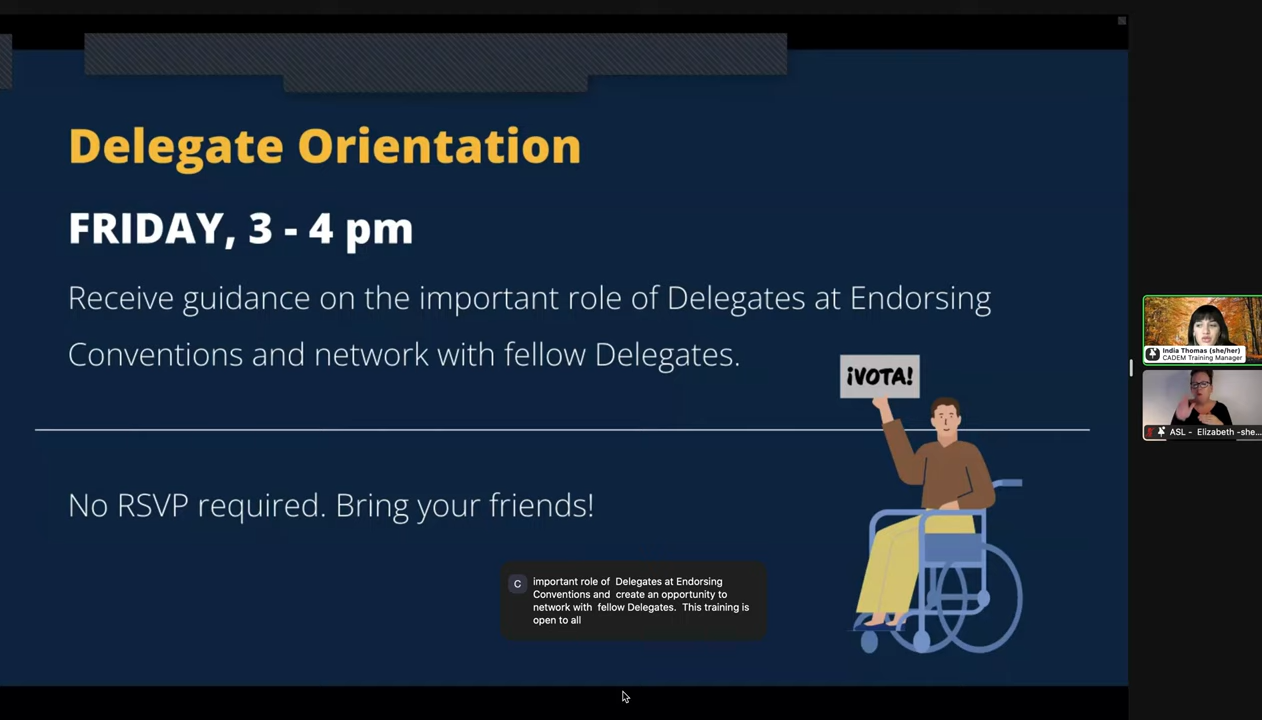 Delegate Orientation
FRIDAY, 3 - 4 pm
Receive guidance on the important role of Delegates at Endorsing
Conventions and network with fellow Delegates.
¡VOTA!
No RSVP required. Bring your friends!
C
important role of Delegates at Endorsing
Conventions and create an opportunity to
network with fellow Delegates. This training is
open to all
India Thomas (she/her)
CADEM Training Manager
ASL - Elizabeth -she...